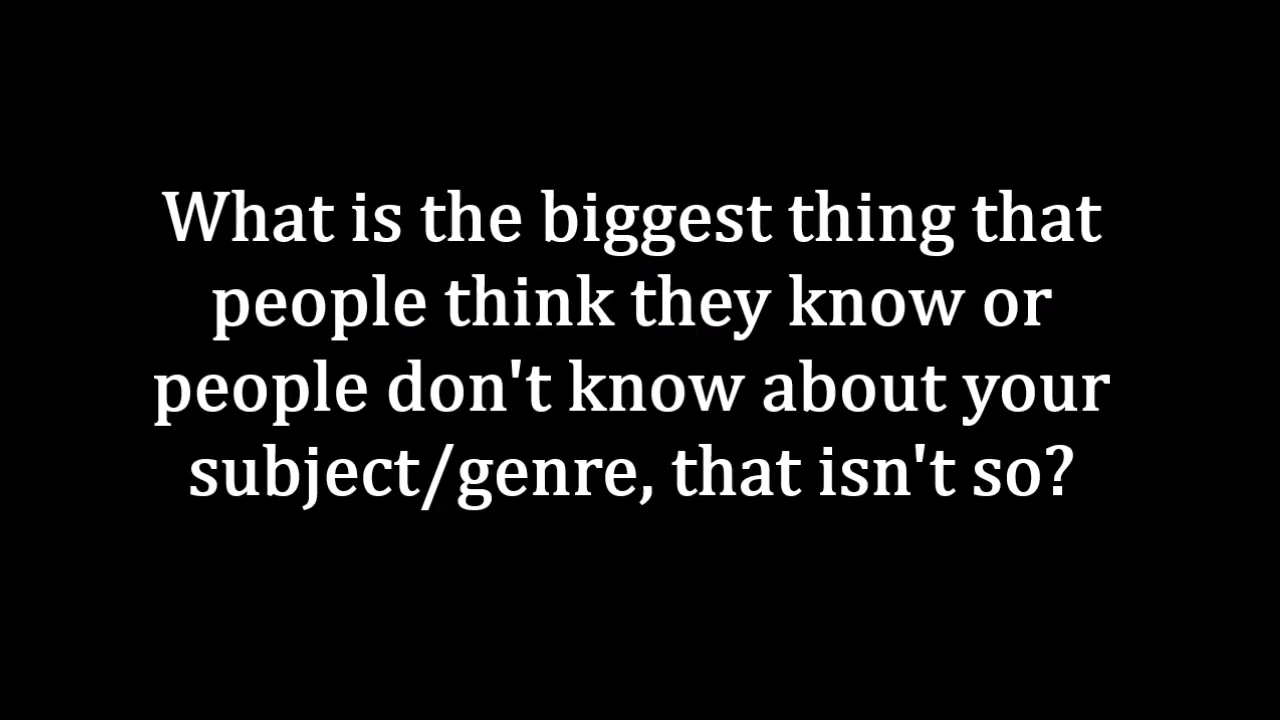 What is the biggest thing that
people think they know or
people don't know about your
subject/genre, that isn't so?